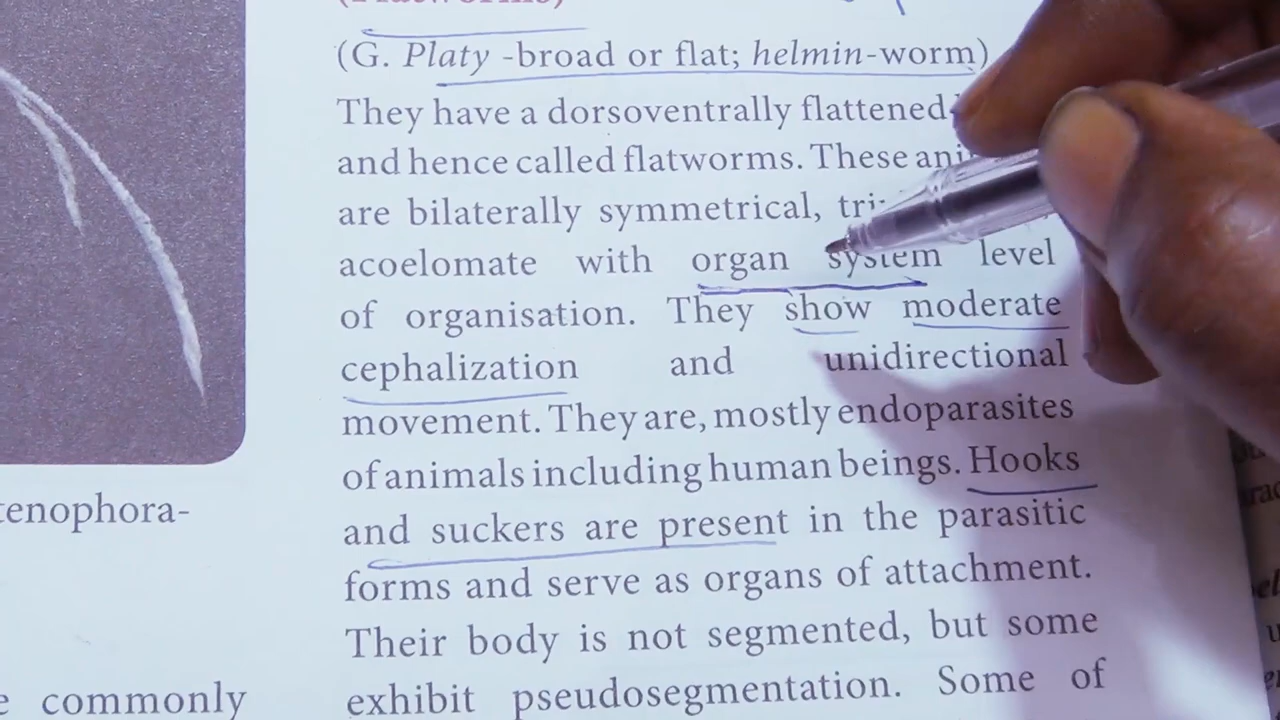 (G. Platy -broad or flat; helmin-worm)
They have a dorsoventrally flattened
and hence called flatworms. These
are bilaterally symmetrical,
acoelomate with organ system level
of organisation. They show moderate
cephalization and unidirectional
movement. They are, mostly endoparasites
of animals including human beings. Hooks
and suckers are present in the parasitic
forms and serve as organs of attachment.
Their body is not segmented, but some
exhibit pseudosegmentation. Some of
tenophora-
commonly